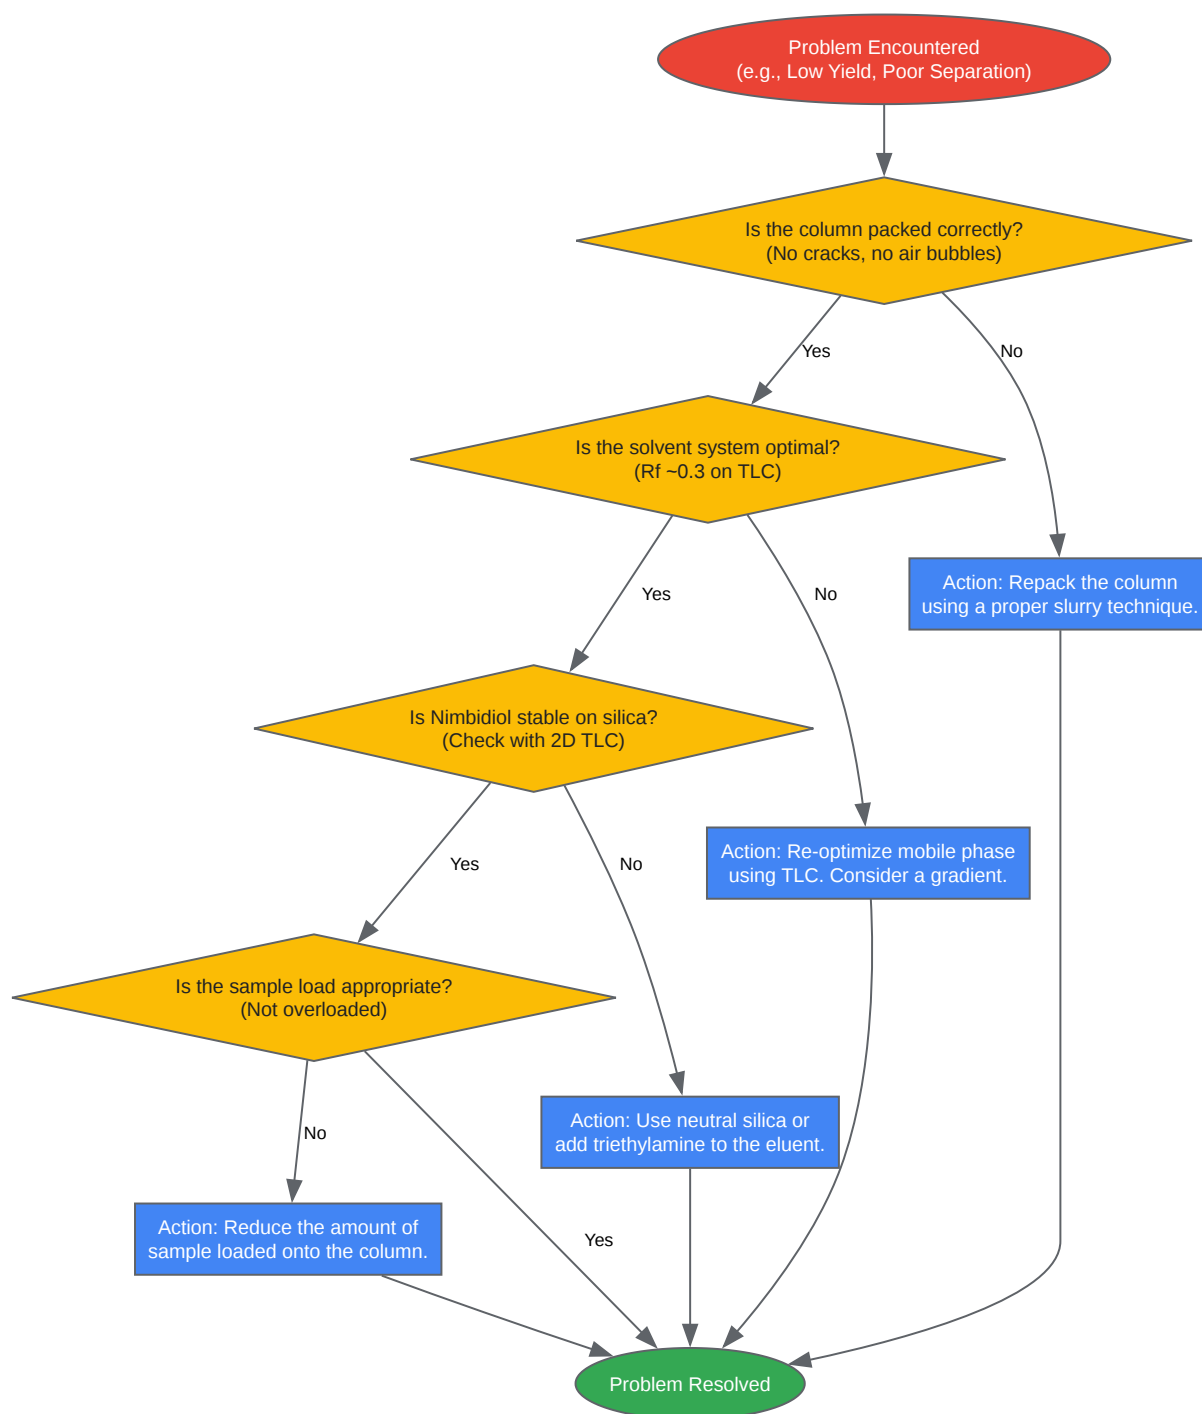 Problem Encountered
(e.g., Low Yield, Poor Separation)
Is the column packed correctly?
(No cracks, no air bubbles)
Yes
No
Is the solvent system optimal?
(Rf ~0.3 on TLC)
Yes
No
Action: Repack the column
using a proper slurry technique.
Is Nimbidiol stable on silica?
(Check with 2D TLC)
Yes
No
Action: Re-optimize mobile phase
using TLC. Consider a gradient.
Is the sample load appropriate?
(Not overloaded)
No
Yes
Action: Use neutral silica or
add triethylamine to the eluent.
Action: Reduce the amount of
sample loaded onto the column.
Problem Resolved